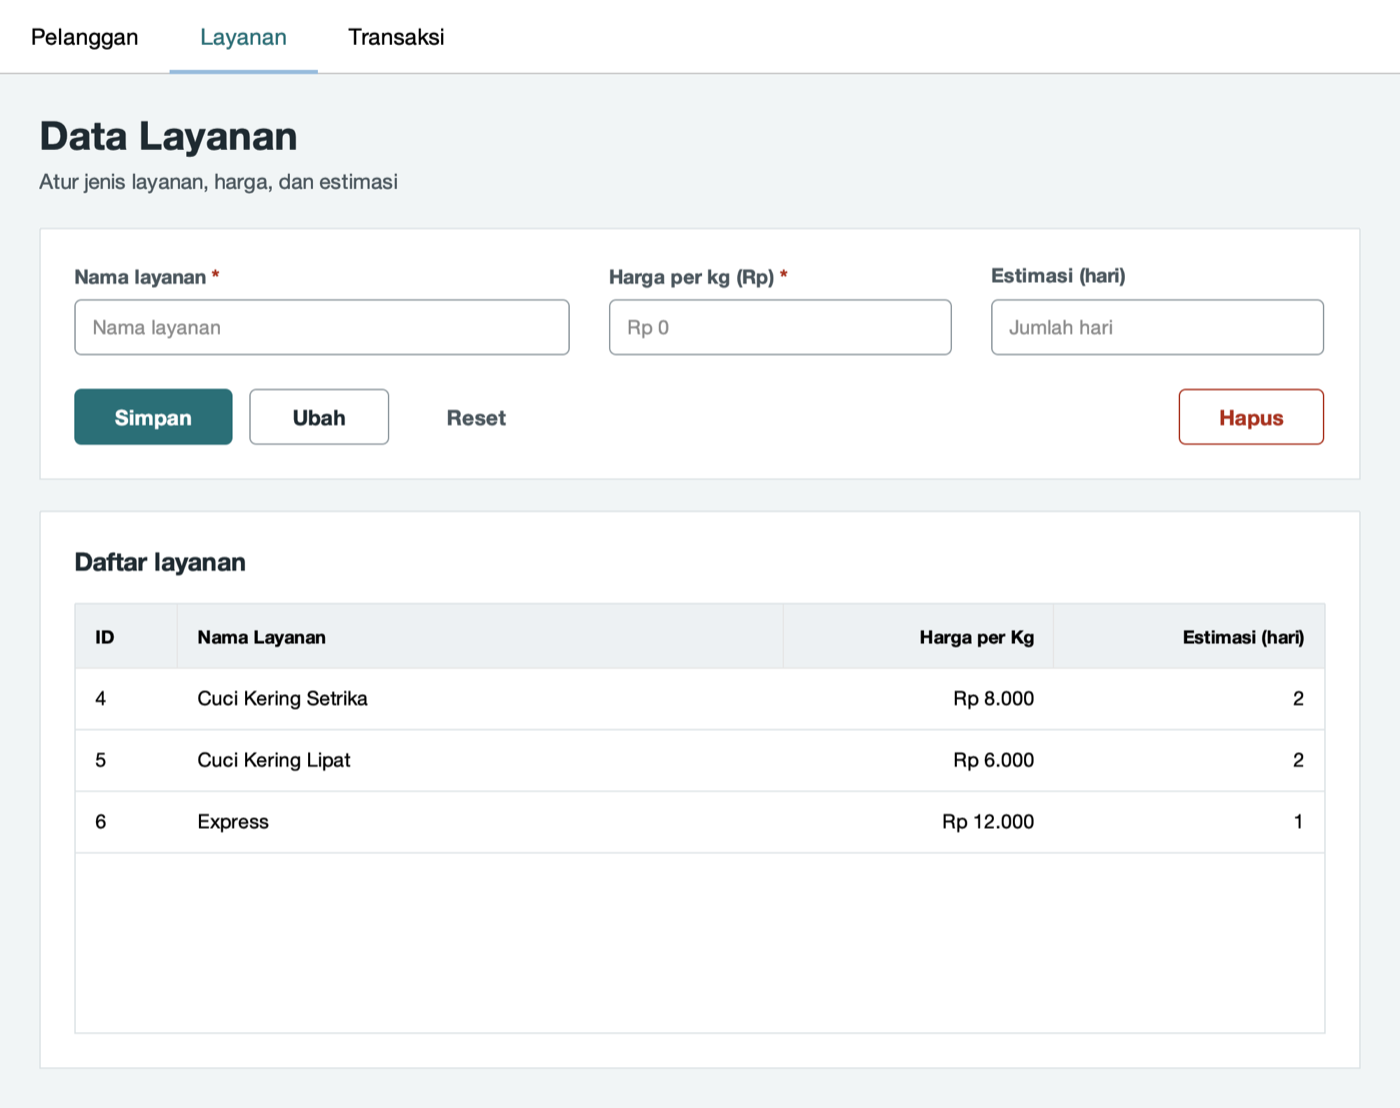 Pelanggan Layanan Transaksi
Data Layanan
Atur jenis layanan, harga, dan estimasi
Nama layanan * Harga per kg (Rp) * Estimasi (hari)
Nama layanan Rp 0 Jumlah hari
Simpan Ubah Reset Hapus
Daftar layanan
ID Nama Layanan Harga per Kg Estimasi (hari)
4 Cuci Kering Setrika Rp 8.000 2
5 Cuci Kering Lipat Rp 6.000 2
6 Express Rp 12.000 1